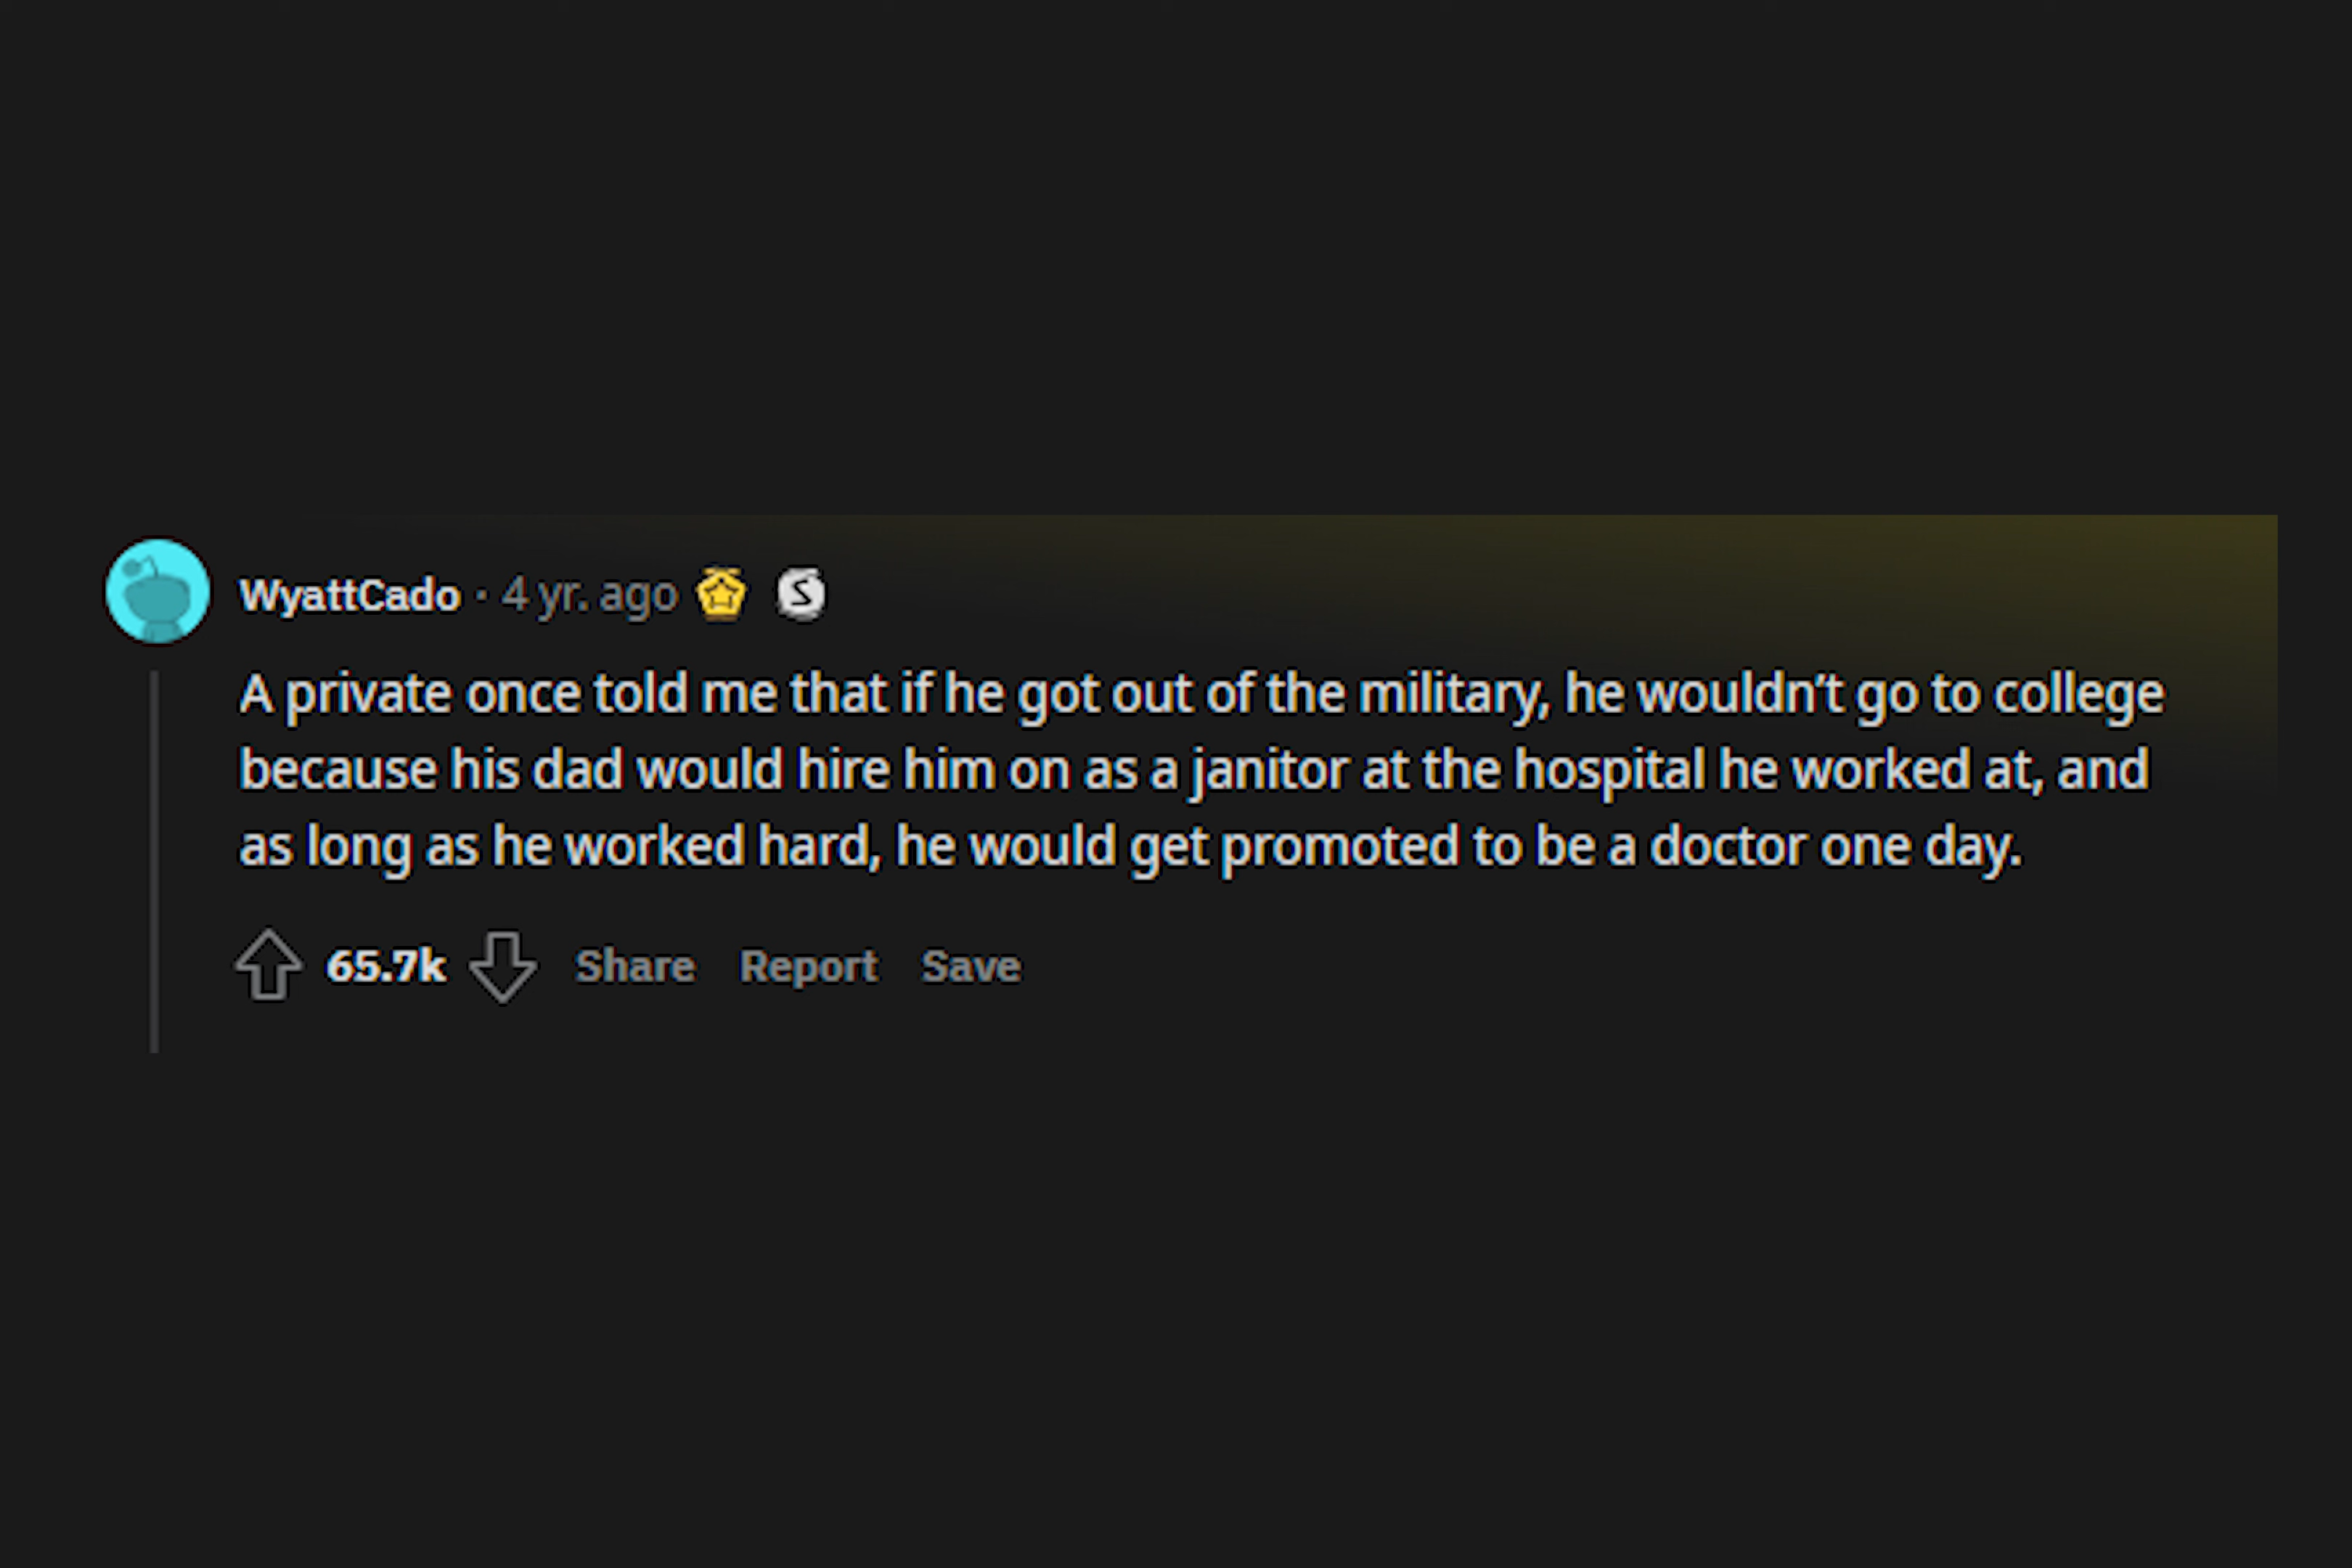 WyattCado · 4 yr. ago
A private once told me that if he got out of the military, he wouldn’t go to college
because his dad would hire him on as a janitor at the hospital he worked at, and
as long as he worked hard, he would get promoted to be a doctor one day.
65.7k Share Report Save